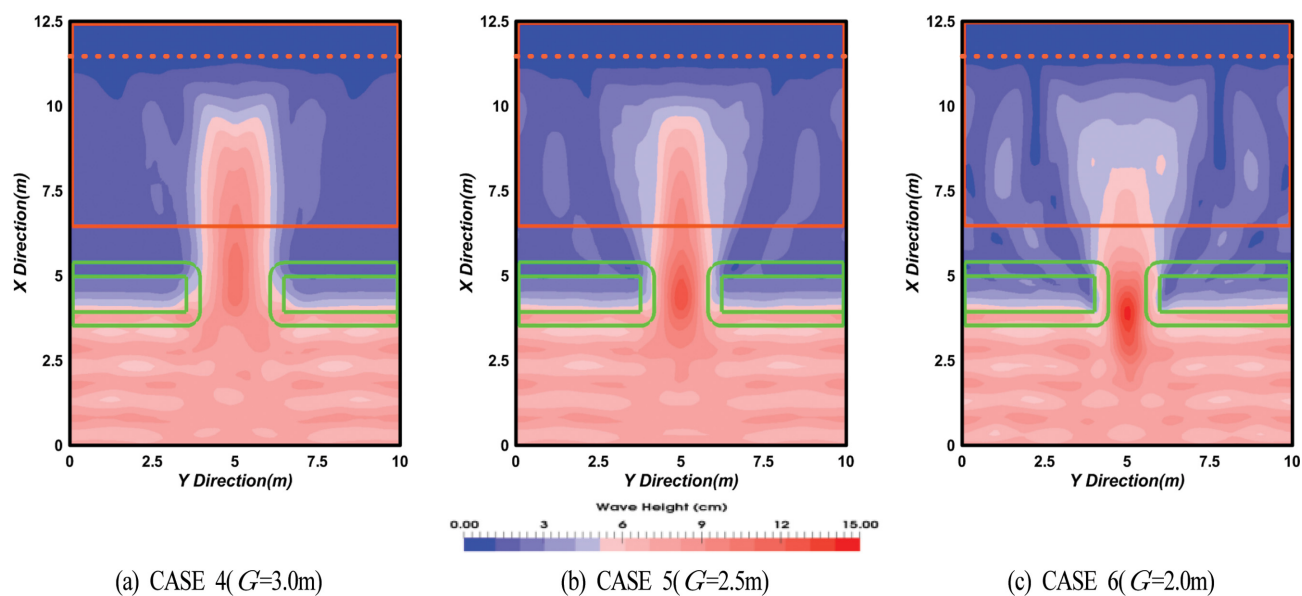 12.5
10
7.5
5
2.5
0
X Direction(m)
0 2.5 5 7.5 10
Y Direction(m)
12.5
10
7.5
5
2.5
0
X Direction(m)
0 2.5 5 7.5 10
Y Direction(m)
12.5
10
7.5
5
2.5
0
X Direction(m)
0 2.5 5 7.5 10
Y Direction(m)
Wave Height (cm)
0.00 3 6 9 12 15.00
(a) CASE 4( G=3.0m)
(b) CASE 5( G=2.5m)
(c) CASE 6( G=2.0m)